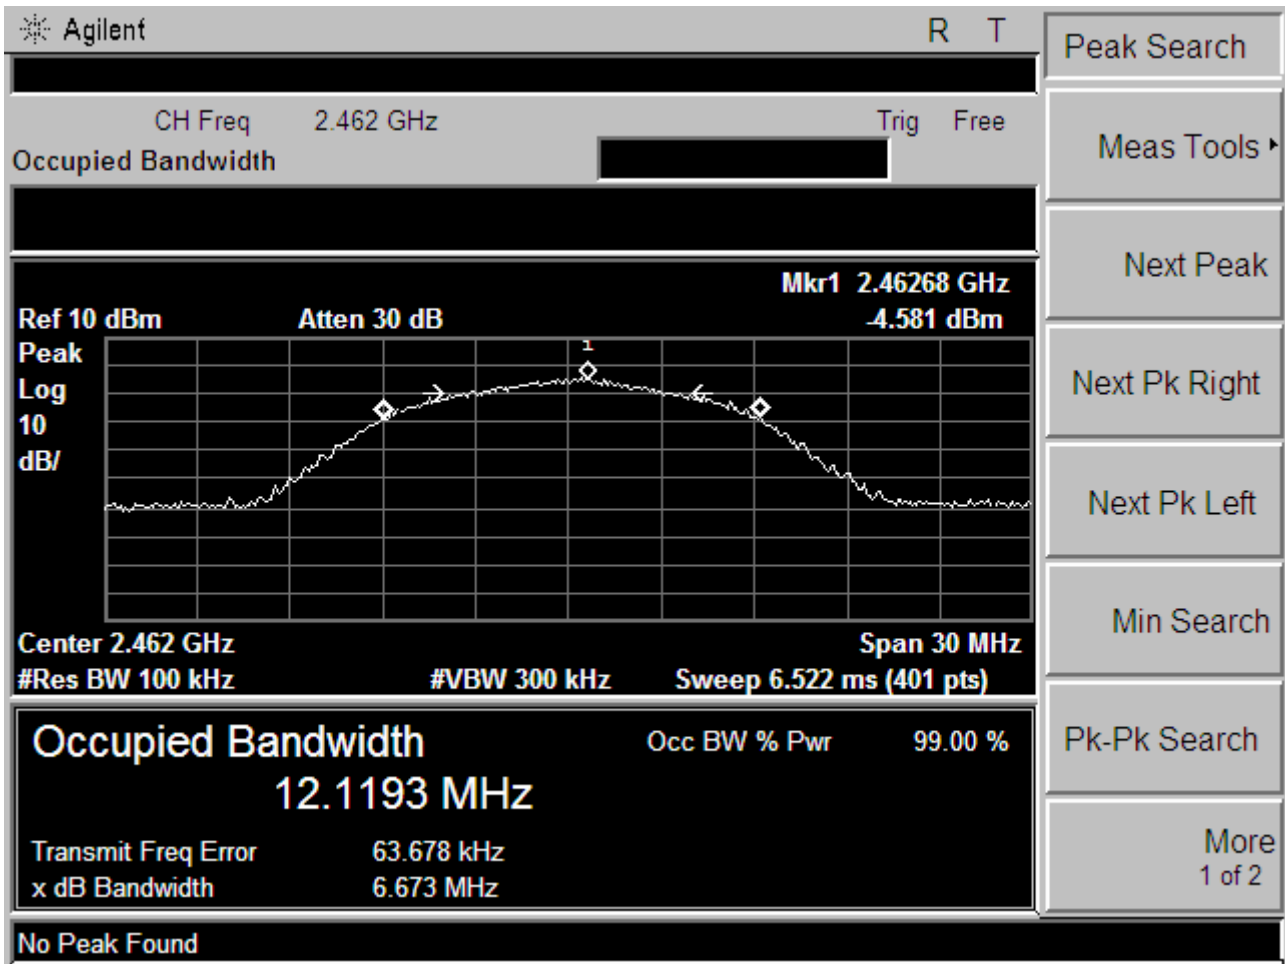 Agilent R T
Peak Search
CH Freq 2.462 GHz Trig Free
Occupied Bandwidth
Meas Tools
Next Peak
Mkr1 2.46268 GHz
Ref 10 dBm Atten 30 dB -4.581 dBm
Peak
Log
10
dB/
1
Next Pk Right
Next Pk Left
Min Search
Center 2.462 GHz Span 30 MHz
#Res BW 100 kHz #VBW 300 kHz Sweep 6.522 ms (401 pts)
Occupied Bandwidth Occ BW % Pwr 99.00 %
12.1193 MHz
Pk-Pk Search
Transmit Freq Error 63.678 kHz
x dB Bandwidth 6.673 MHz
More
1 of 2
No Peak Found